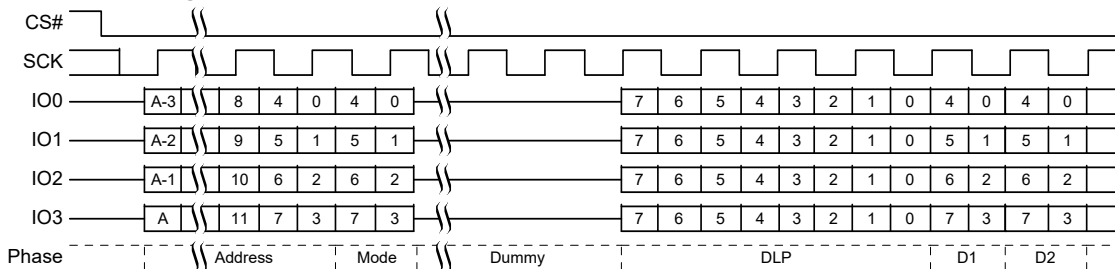 CS#
SCK
IO0 A-3 8 4 0 4 0 7 6 5 4 3 2 1 0 4 0 4 0
IO1 A-2 9 5 1 5 1 7 6 5 4 3 2 1 0 5 1 5 1
IO2 A-1 10 6 2 6 2 7 6 5 4 3 2 1 0 6 2 6 2
IO3 A 11 7 3 7 3 7 6 5 4 3 2 1 0 7 3 7 3
Phase Address Mode Dummy DLP D1 D2